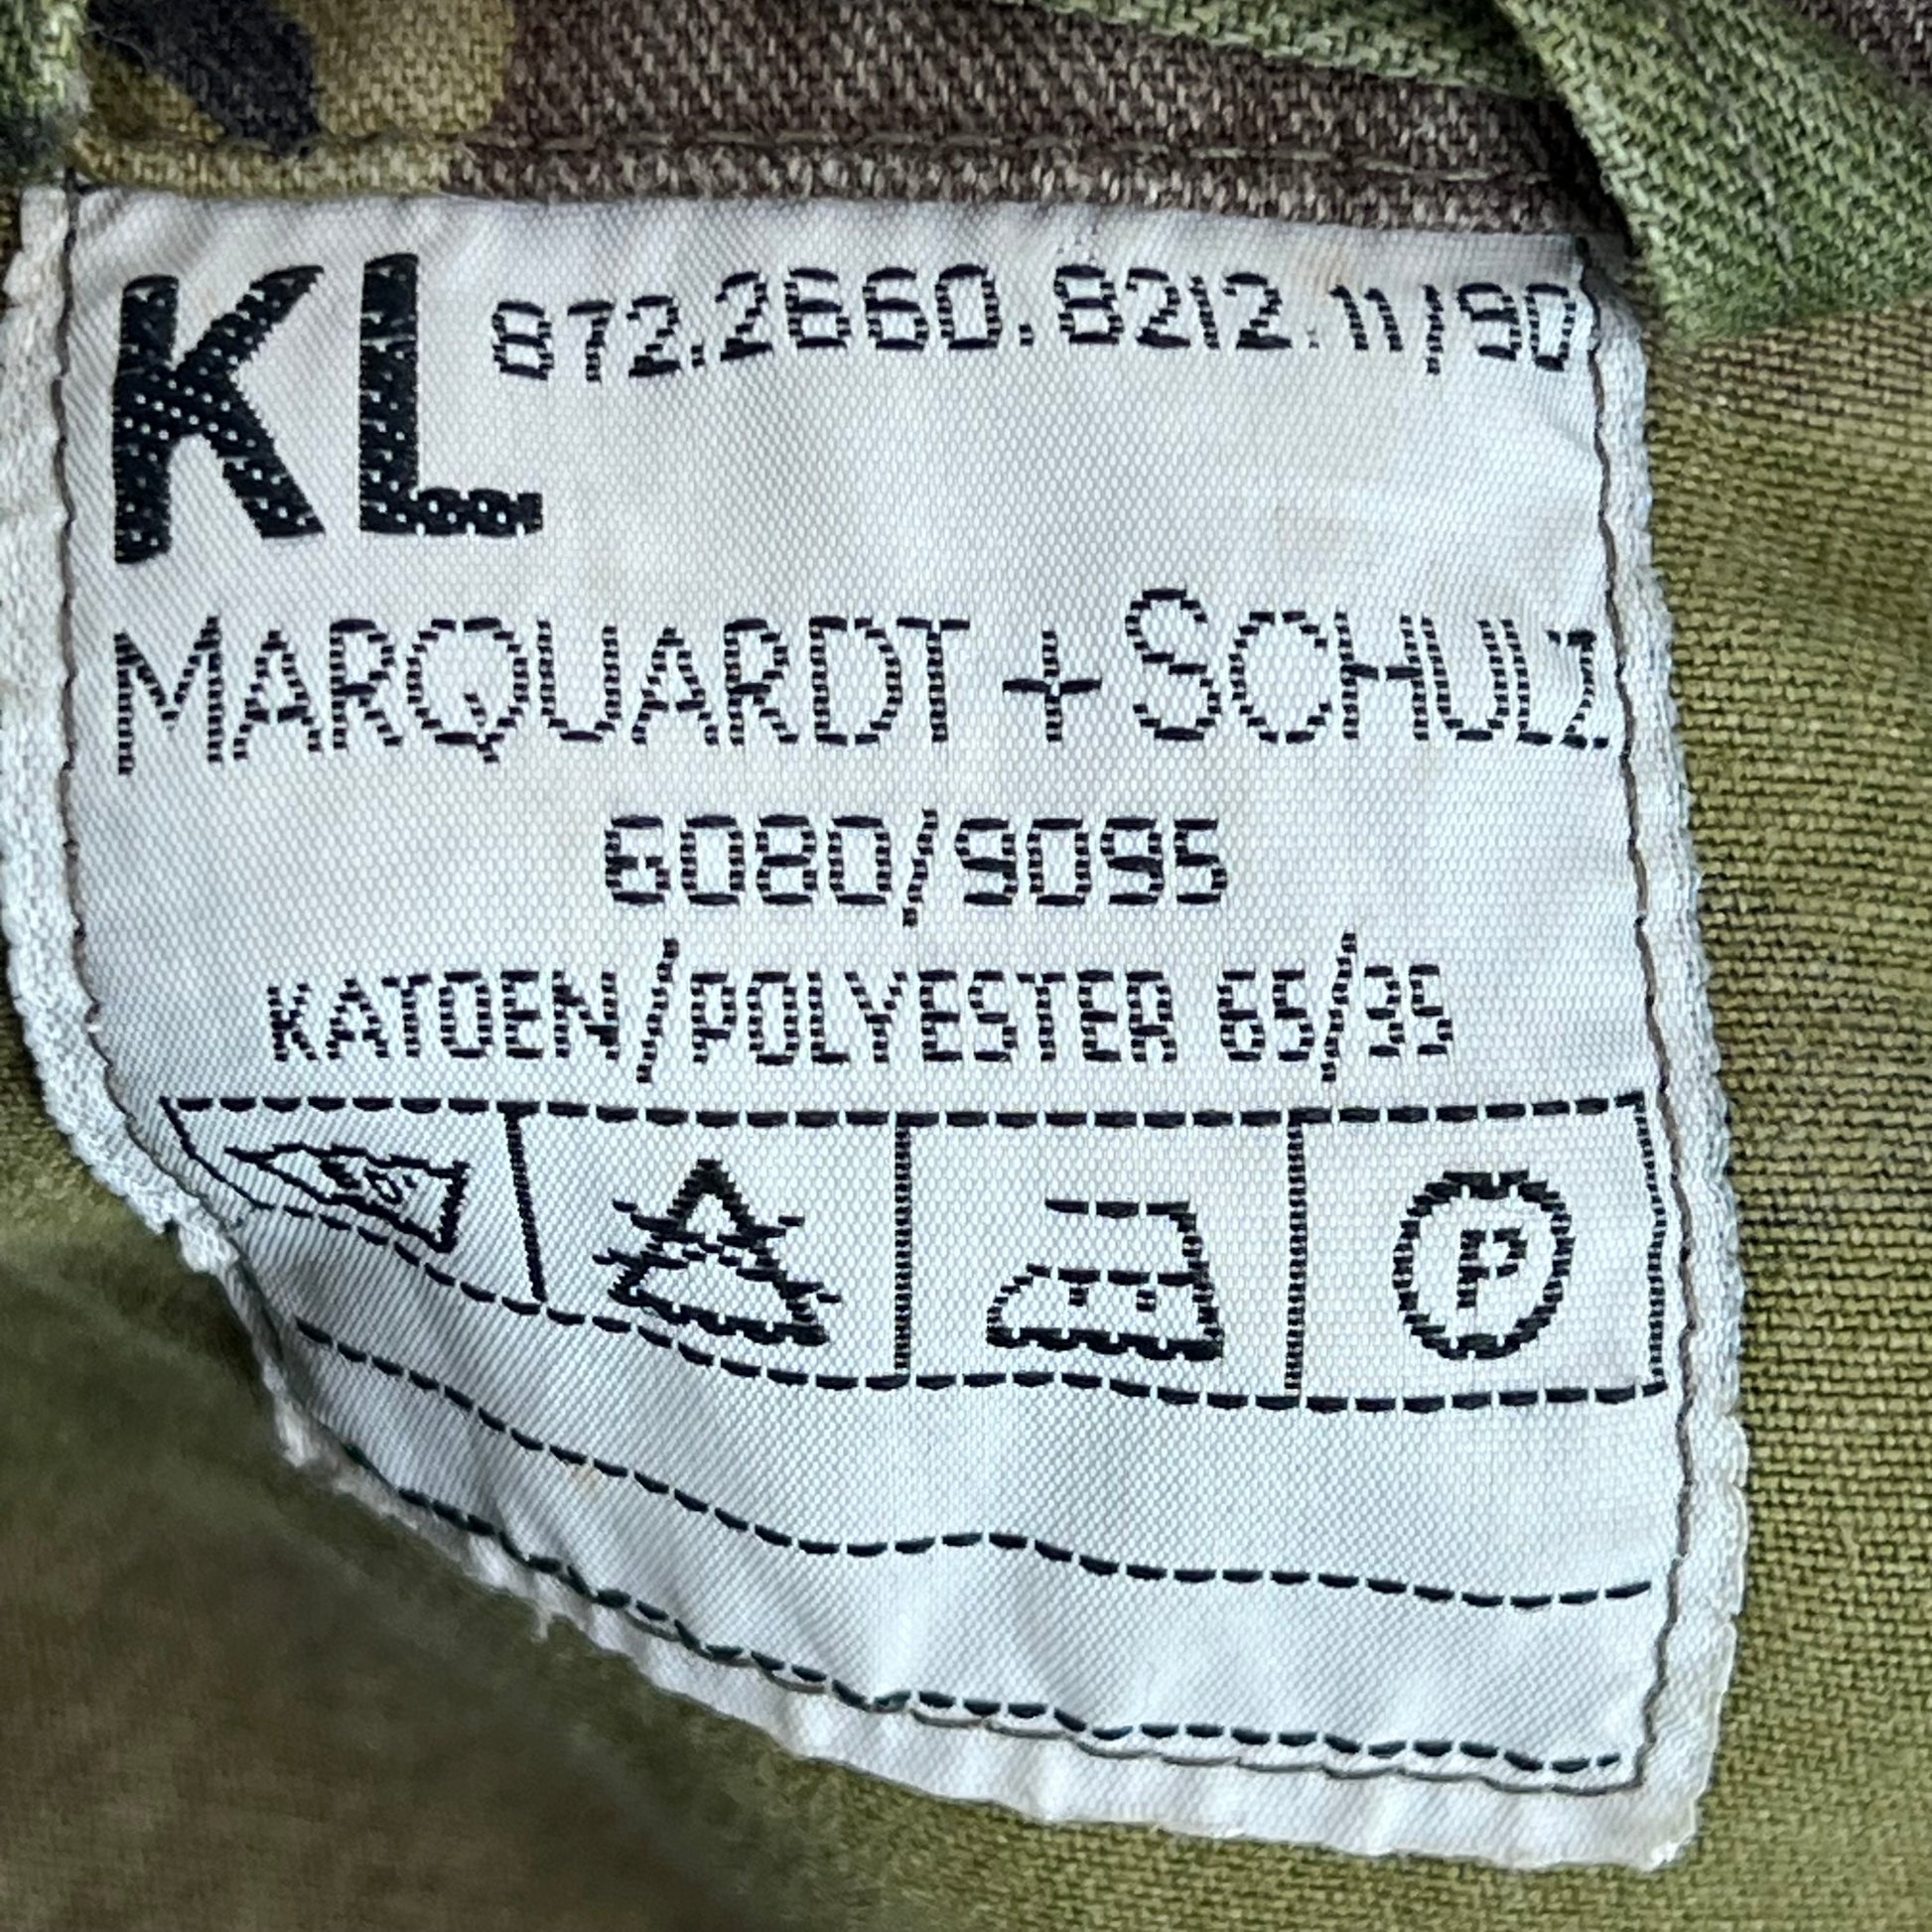 KL 872.2660.8212.11/90
MARQUARDT + SCHULZ
6080/9095
KATOEN/POLYESTER 65/35
P